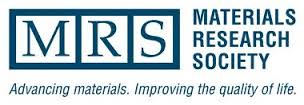 MRS MATERIALS
RESEARCH
SOCIETY
Advancing materials. Improving the quality of life.